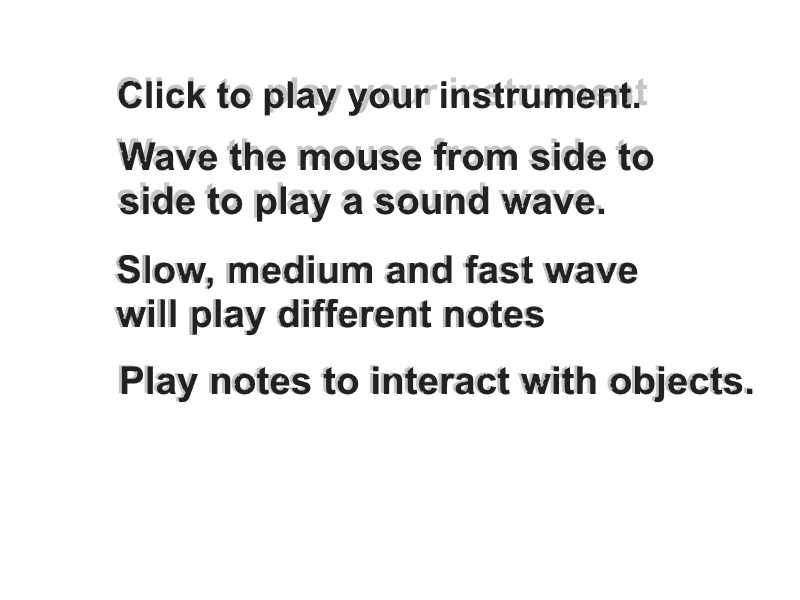 Click to play your instrument.
Wave the mouse from side to
side to play a sound wave.
Slow, medium and fast wave
will play different notes
Play notes to interact with objects.